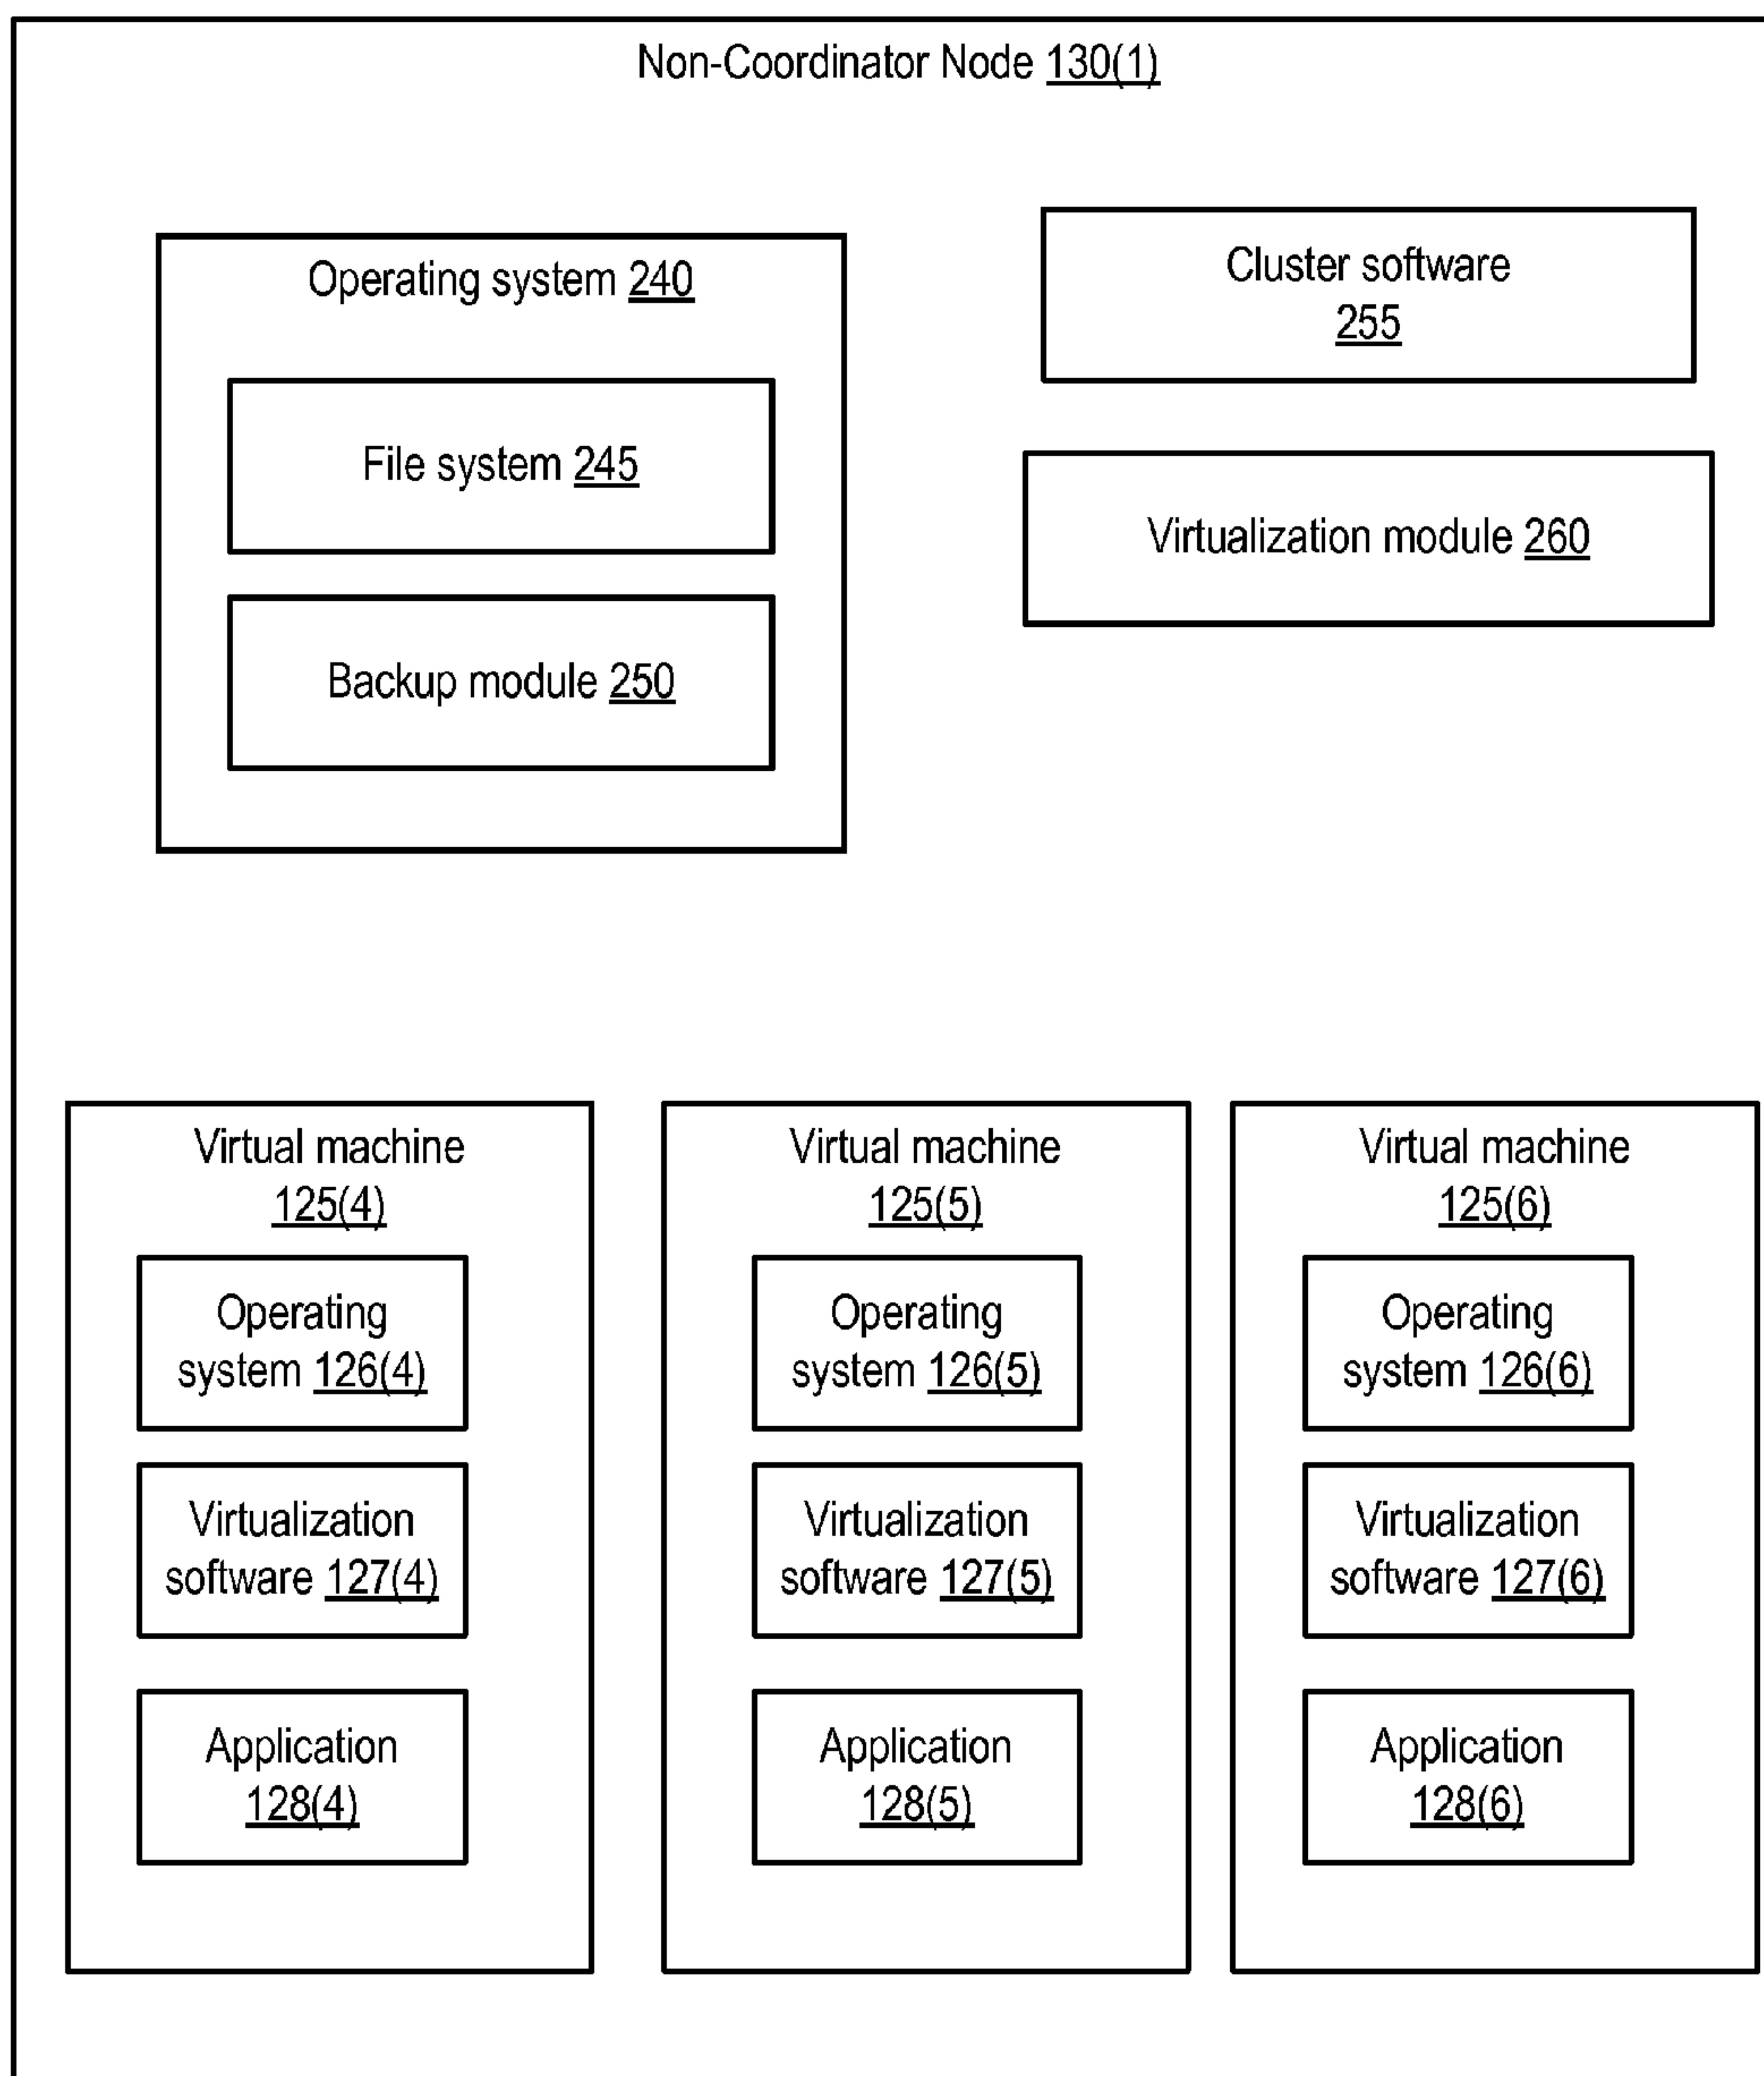 Non-Coordinator Node 130(1)
Operating system 240
File system 245
Backup module 250
Cluster software
255
Virtualization module 260
Virtual machine
125(4)
Operating
system 126(4)
Virtualization
software 127(4)
Application
128(4)
Virtual machine
125(5)
Operating
system 126(5)
Virtualization
software 127(5)
Application
128(5)
Virtual machine
125(6)
Operating
system 126(6)
Virtualization
software 127(6)
Application
128(6)